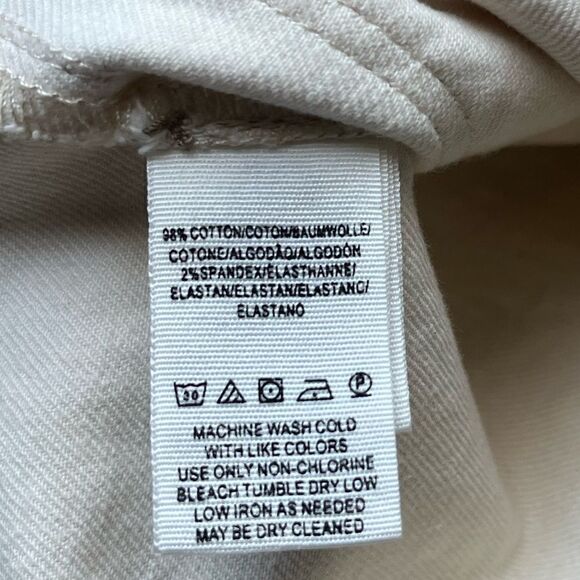 98% COTTON/COTON/BAUMWOLLE/
COTONE/ALGODÃO/ALGODÓN
2%SPANDEX/ÉLASTHANNE/
ELASTAN/ELASTAN/ELASTANO/
ELASTANO
30 P
MACHINE WASH COLD
WITH LIKE COLORS
USE ONLY NON-CHLORINE
BLEACH TUMBLE DRY LOW
LOW IRON AS NEEDED
MAY BE DRY CLEANED